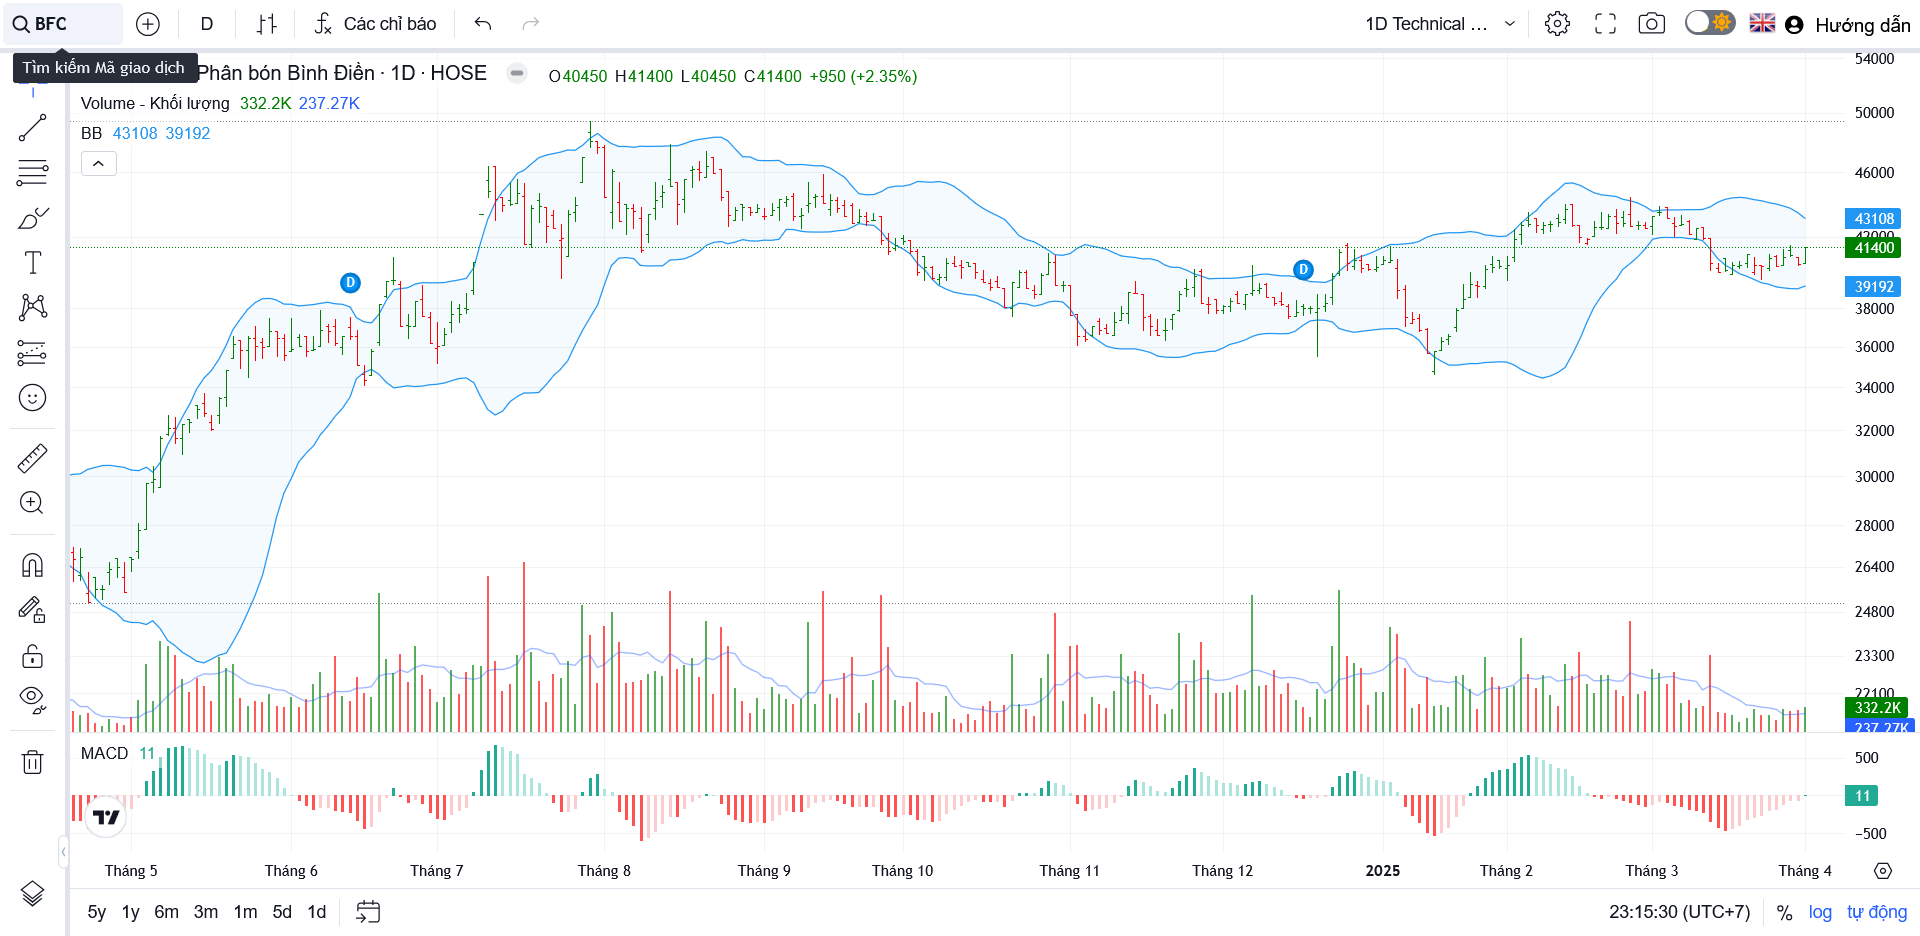 BFC
D
Các chỉ báo
1D Technical ...
Hướng dẫn
Tìm kiếm Mã giao dịch
Phân bón Bình Điền · 1D · HOSE
O40450 H41400 L40450 C41400 +950 (+2.35%)
Volume - Khối lượng 332.2K 237.27K
BB 43108 39192
D
D
54000
50000
46000
43108
42000
41400
39192
38000
36000
34000
32000
30000
28000
26400
24800
23300
22100
332.2K
237.27K
MACD 11
500
11
−500
Tháng 5
Tháng 6
Tháng 7
Tháng 8
Tháng 9
Tháng 10
Tháng 11
Tháng 12
2025
Tháng 2
Tháng 3
Tháng 4
5y 1y 6m 3m 1m 5d 1d
23:15:30 (UTC+7)
% log tự động